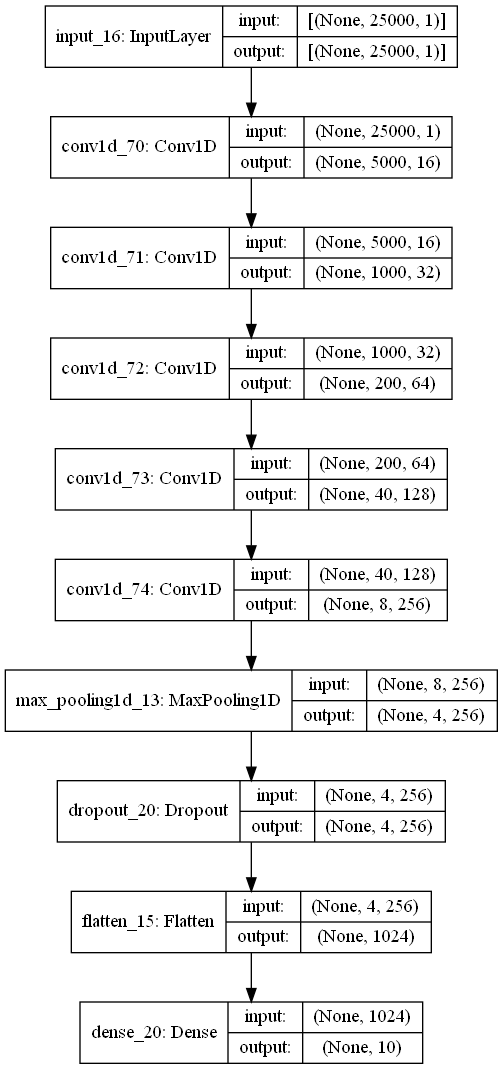 input_16: InputLayer
input: [(None, 25000, 1)]
output: [(None, 25000, 1)]
conv1d_70: Conv1D
input: (None, 25000, 1)
output: (None, 5000, 16)
conv1d_71: Conv1D
input: (None, 5000, 16)
output: (None, 1000, 32)
conv1d_72: Conv1D
input: (None, 1000, 32)
output: (None, 200, 64)
conv1d_73: Conv1D
input: (None, 200, 64)
output: (None, 40, 128)
conv1d_74: Conv1D
input: (None, 40, 128)
output: (None, 8, 256)
max_pooling1d_13: MaxPooling1D
input: (None, 8, 256)
output: (None, 4, 256)
dropout_20: Dropout
input: (None, 4, 256)
output: (None, 4, 256)
flatten_15: Flatten
input: (None, 4, 256)
output: (None, 1024)
dense_20: Dense
input: (None, 1024)
output: (None, 10)